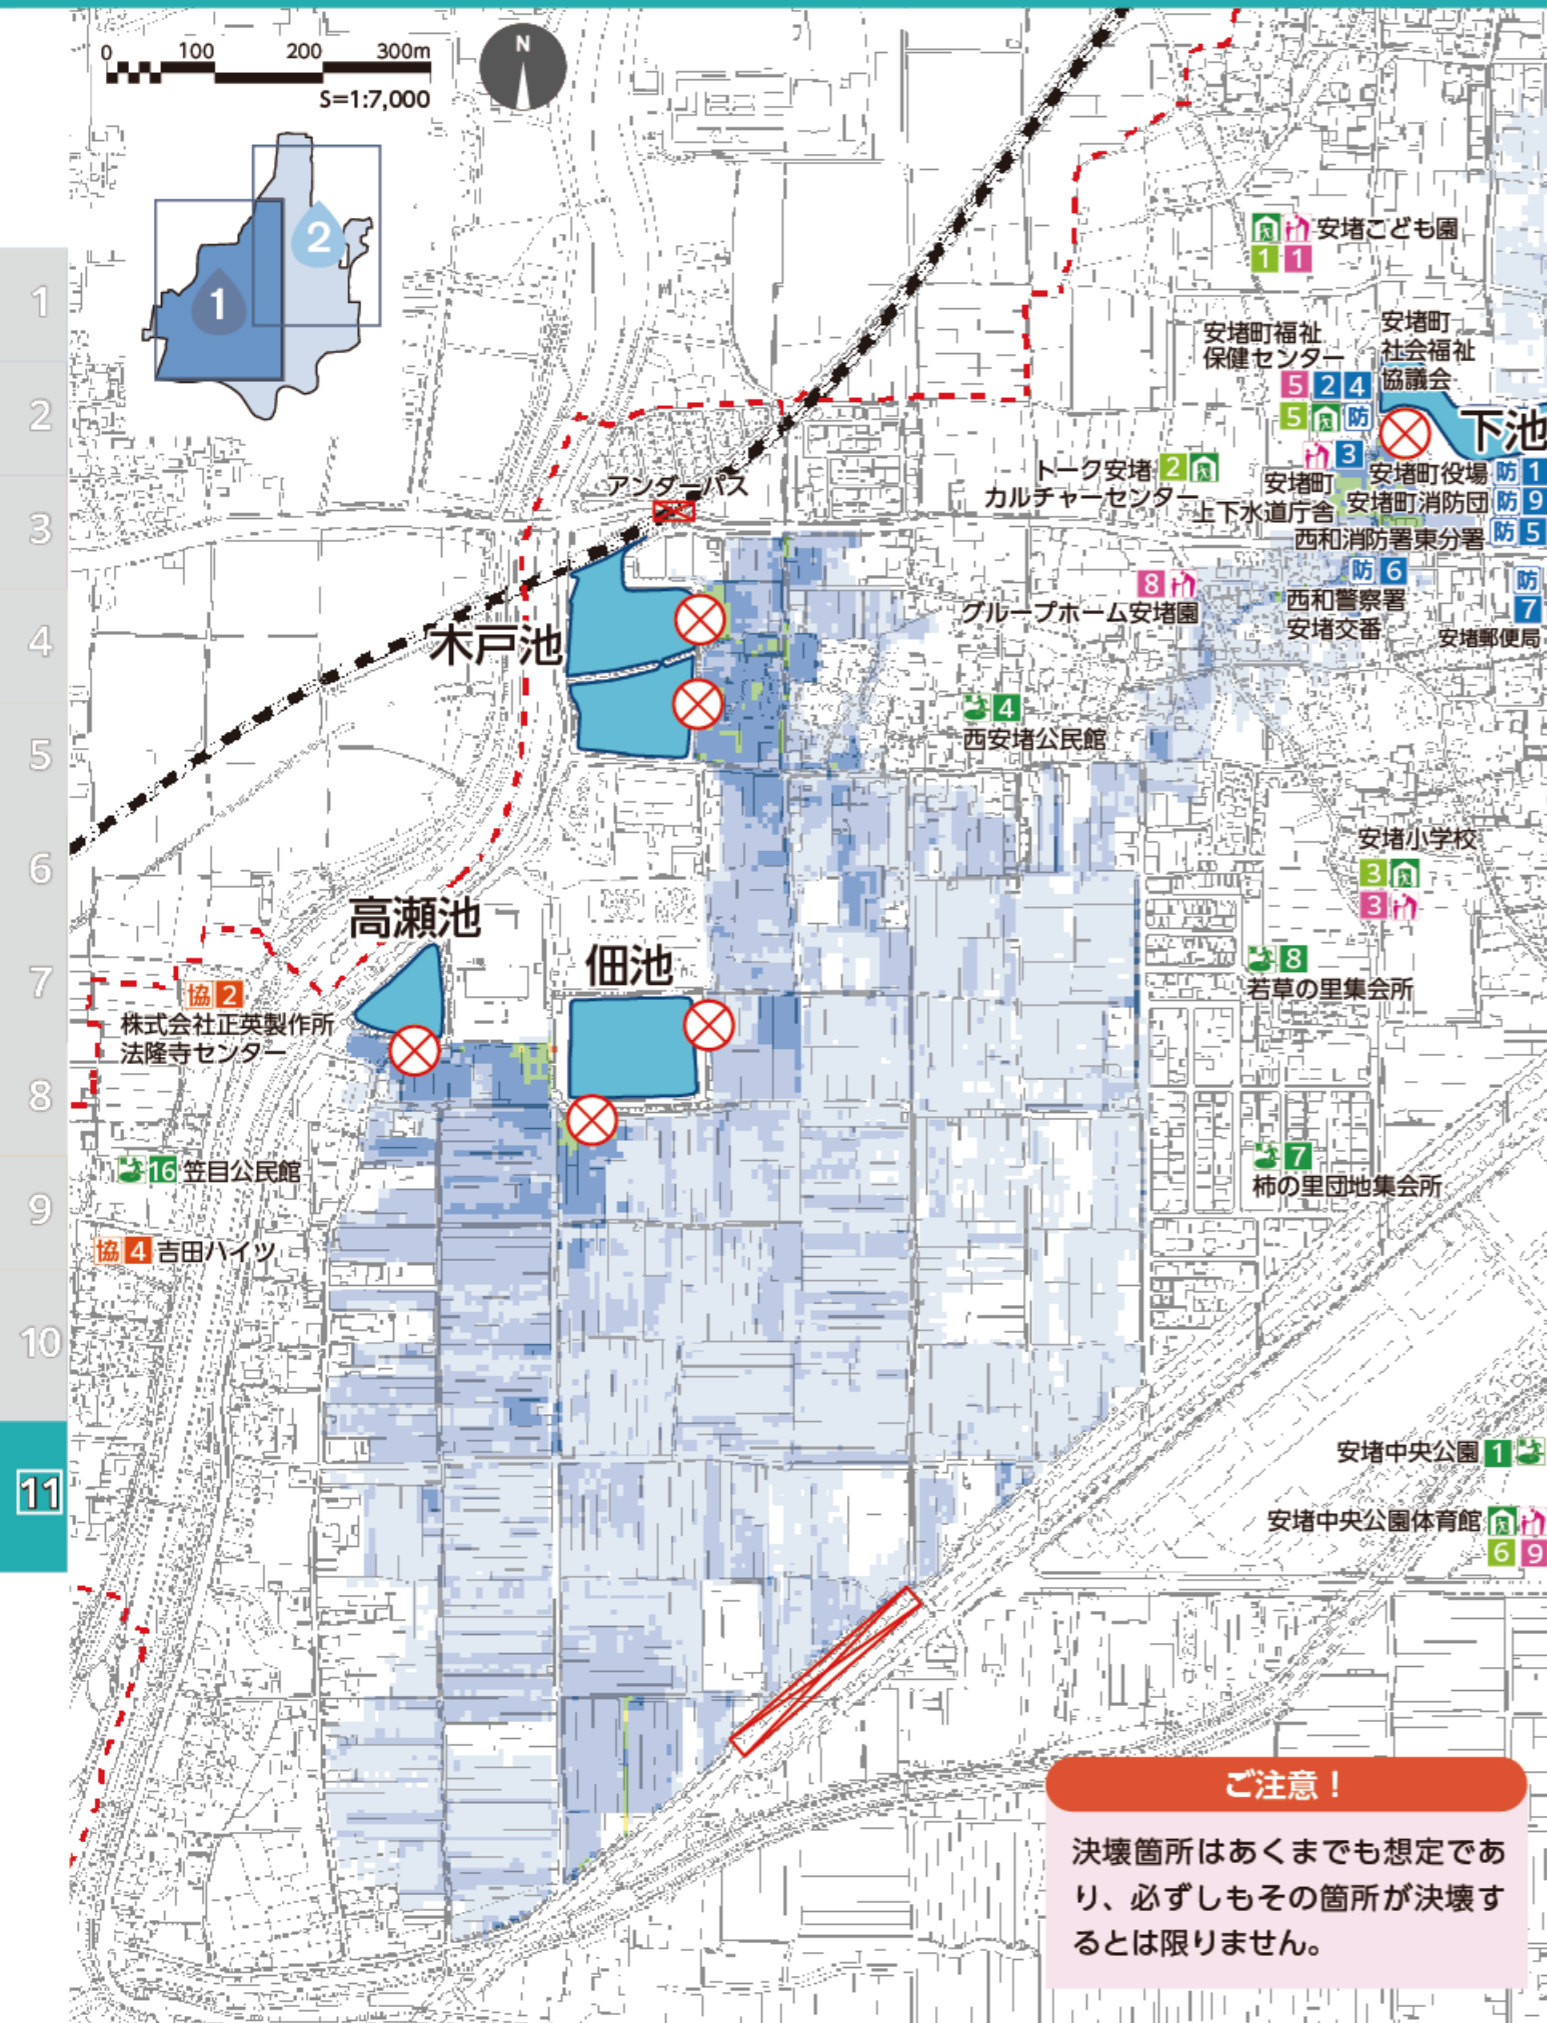 0 100 200 300m
S=1:7,000
N
2
1
1
2
3
4
5
6
7
8
9
10
11
安堵こども園
1 1
安堵町福祉
保健センター
5 2 4
5 防
安堵町
社会福祉
協議会
下池
3
安堵町
上下水道庁舎
安堵町役場 防 1
安堵町消防団 防 9
西和消防署東分署 防 5
トーク安堵 2
カルチャーセンター
アンダーパス
防 6
西和警察署
安堵交番
防
7
安堵郵便局
8
グループホーム安堵園
木戸池
4
西安堵公民館
安堵小学校
3
3
高瀬池
佃池
8
若草の里集会所
協 2
株式会社正英製作所
法隆寺センター
16 笠目公民館
7
柿の里団地集会所
協 4 吉田ハイツ
安堵中央公園 1
安堵中央公園体育館
6 9
ご注意！
決壊箇所はあくまでも想定であ
り、必ずしもその箇所が決壊す
るとは限りません。